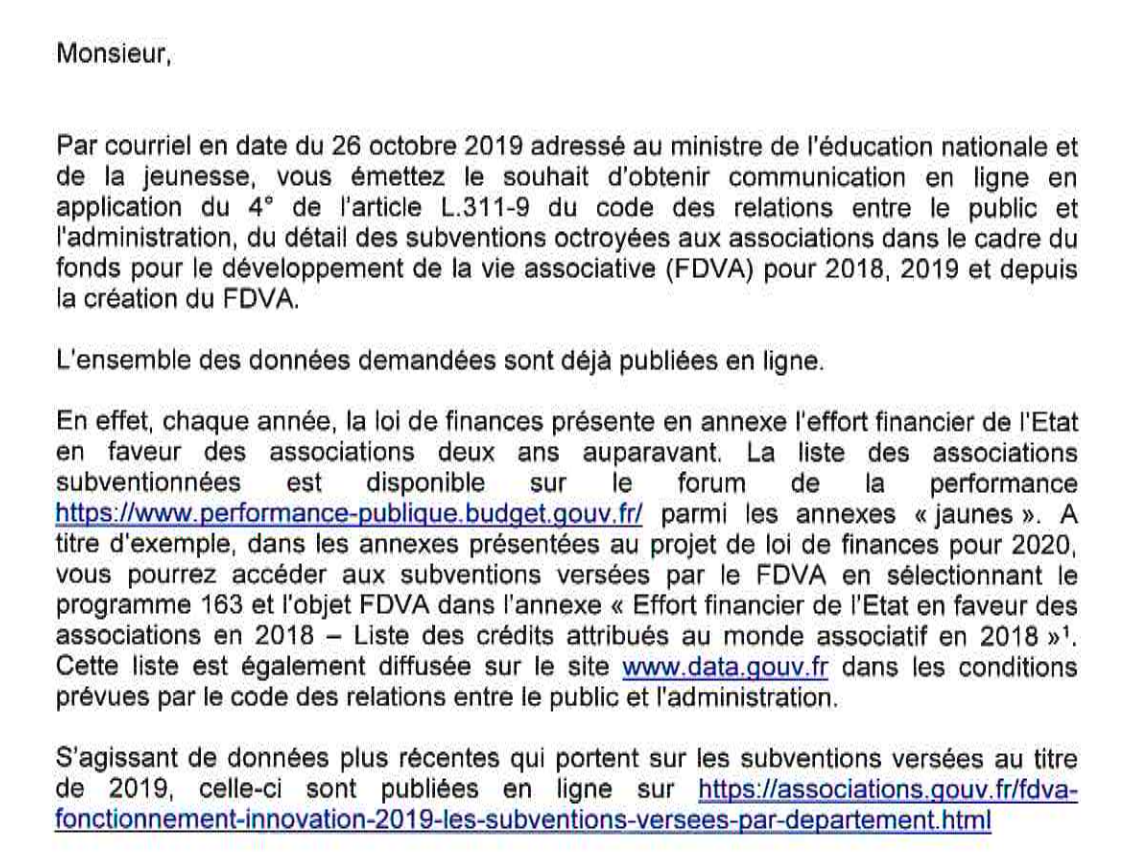 Monsieur,
Par courriel en date du 26 octobre 2019 adressé au ministre de l'éducation nationale et
de la jeunesse, vous émettez le souhait d'obtenir communication en ligne en
application du 4° de l'article L.311-9 du code des relations entre le public et
l'administration, du détail des subventions octroyées aux associations dans le cadre du
fonds pour le développement de la vie associative (FDVA) pour 2018, 2019 et depuis
la création du FDVA.
L'ensemble des données demandées sont déjà publiées en ligne.
En effet, chaque année, la loi de finances présente en annexe l'effort financier de l'Etat
en faveur des associations deux ans auparavant. La liste des associations
subventionnées est disponible sur le forum de la performance
https://www.performance-publique.budget.gouv.fr/ parmi les annexes « jaunes ». A
titre d'exemple, dans les annexes présentées au projet de loi de finances pour 2020,
vous pourrez accéder aux subventions versées par le FDVA en sélectionnant le
programme 163 et l'objet FDVA dans l'annexe « Effort financier de l'Etat en faveur des
associations en 2018 – Liste des crédits attribués au monde associatif en 2018 »¹.
Cette liste est également diffusée sur le site www.data.gouv.fr dans les conditions
prévues par le code des relations entre le public et l'administration.
S'agissant de données plus récentes qui portent sur les subventions versées au titre
de 2019, celle-ci sont publiées en ligne sur https://associations.gouv.fr/fdva-
fonctionnement-innovation-2019-les-subventions-versees-par-departement.html